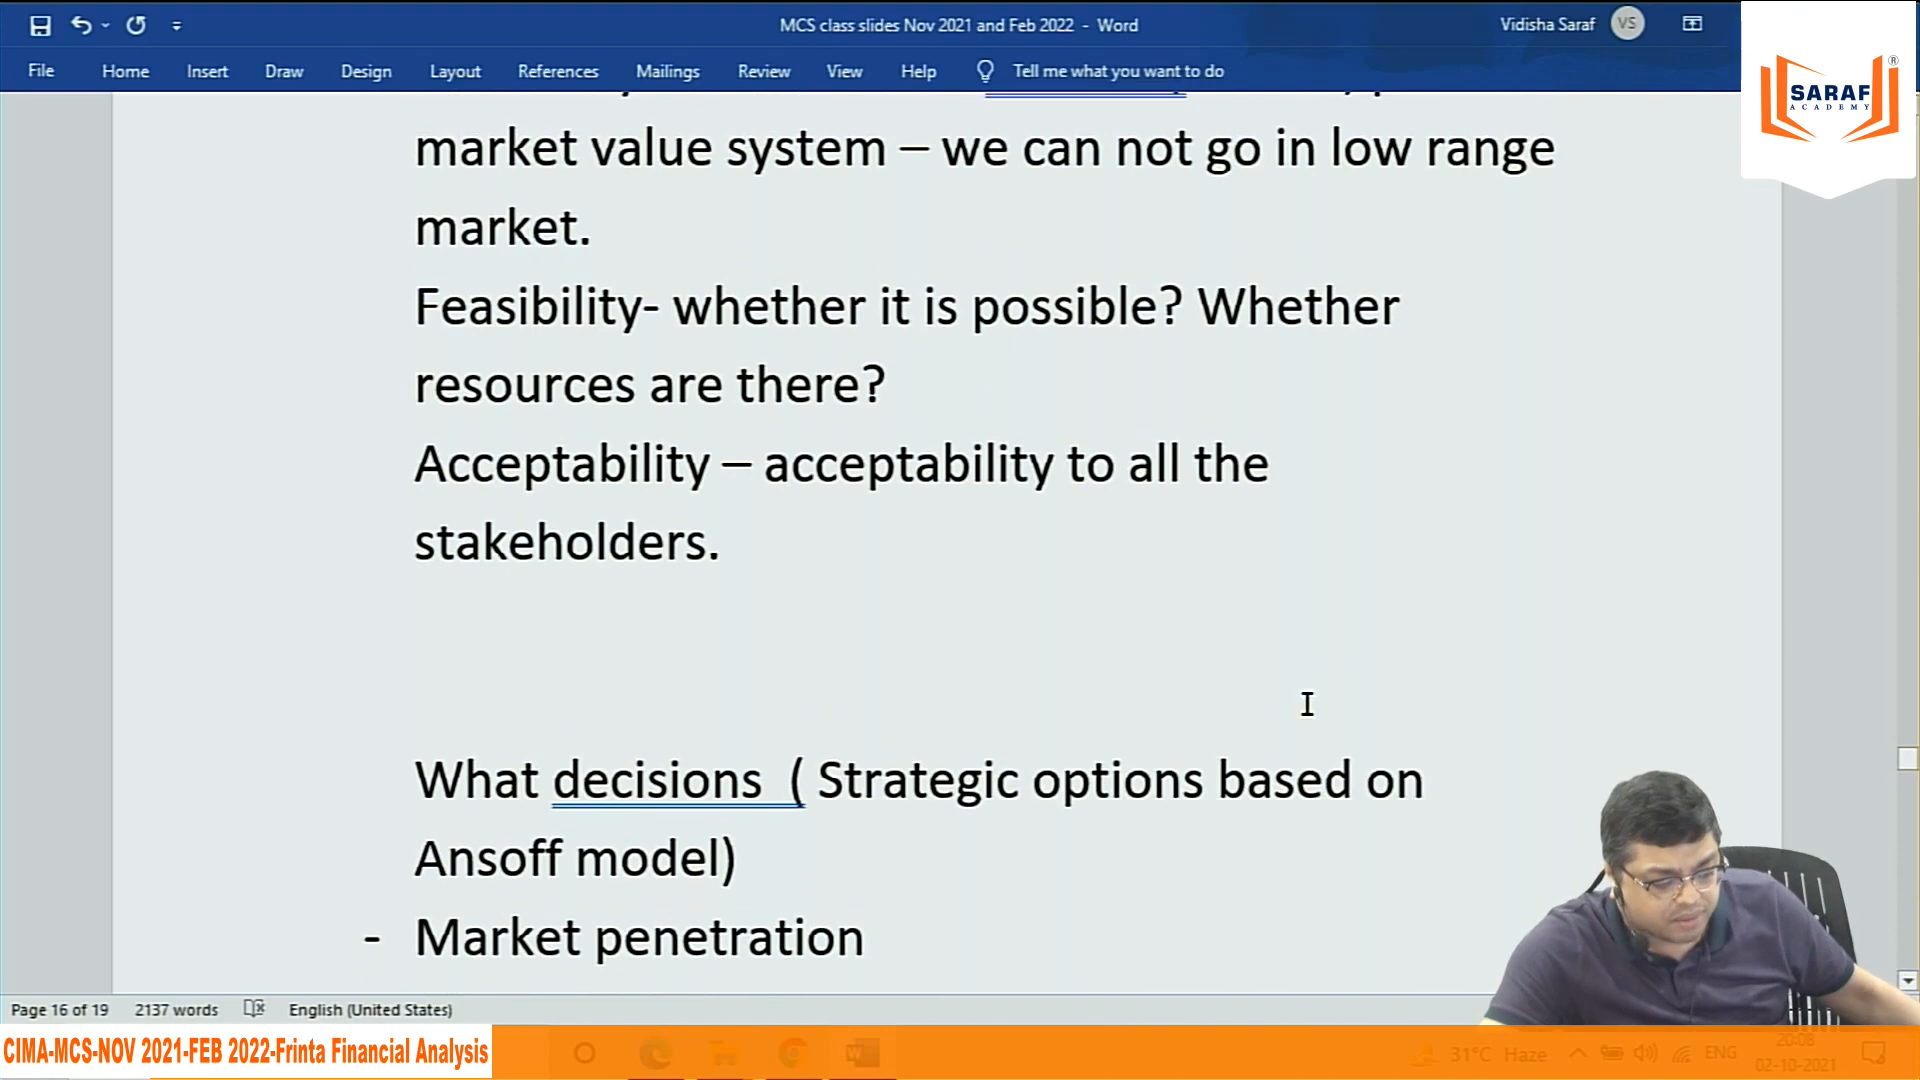 MCS class slides Nov 2021 and Feb 2022 - Word
Vidisha Saraf
VS
File Home Insert Draw Design Layout References Mailings Review View Help Tell me what you want to do
SARAF
ACADEMY
®
market value system – we can not go in low range
market.
Feasibility- whether it is possible? Whether
resources are there?
Acceptability – acceptability to all the
stakeholders.
What decisions ( Strategic options based on
Ansoff model)
- Market penetration
Page 16 of 19 2137 words English (United States)
CIMA-MCS-NOV 2021-FEB 2022-Frinta Financial Analysis
31°C Haze ENG
20:08
02-10-2021